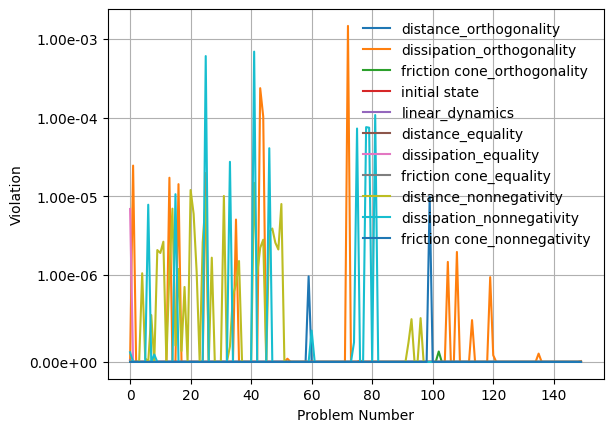 1.00e-03
1.00e-04
1.00e-05
1.00e-06
0.00e+00
Violation
0 20 40 60 80 100 120 140
Problem Number
distance_orthogonality
dissipation_orthogonality
friction cone_orthogonality
initial state
linear_dynamics
distance_equality
dissipation_equality
friction cone_equality
distance_nonnegativity
dissipation_nonnegativity
friction cone_nonnegativity